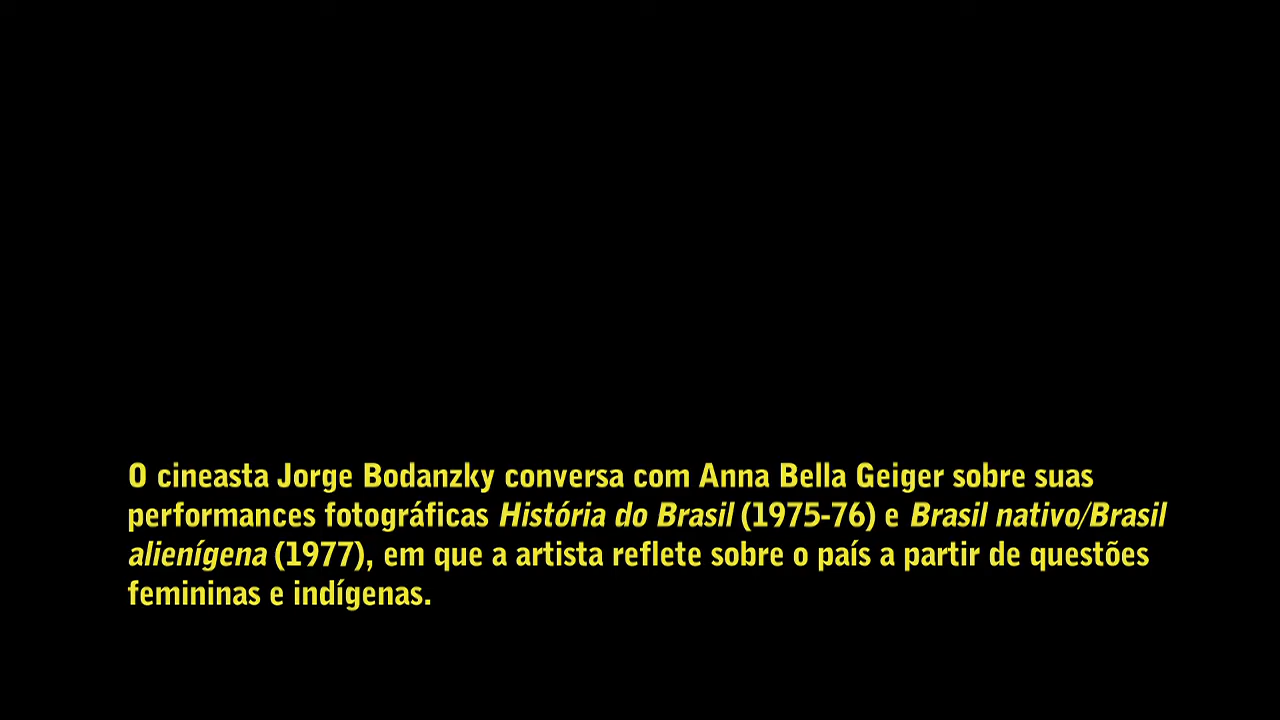 O cineasta Jorge Bodanzky conversa com Anna Bella Geiger sobre suas
performances fotográficas História do Brasil (1975-76) e Brasil nativo/Brasil
alienígena (1977), em que a artista reflete sobre o país a partir de questões
femininas e indígenas.